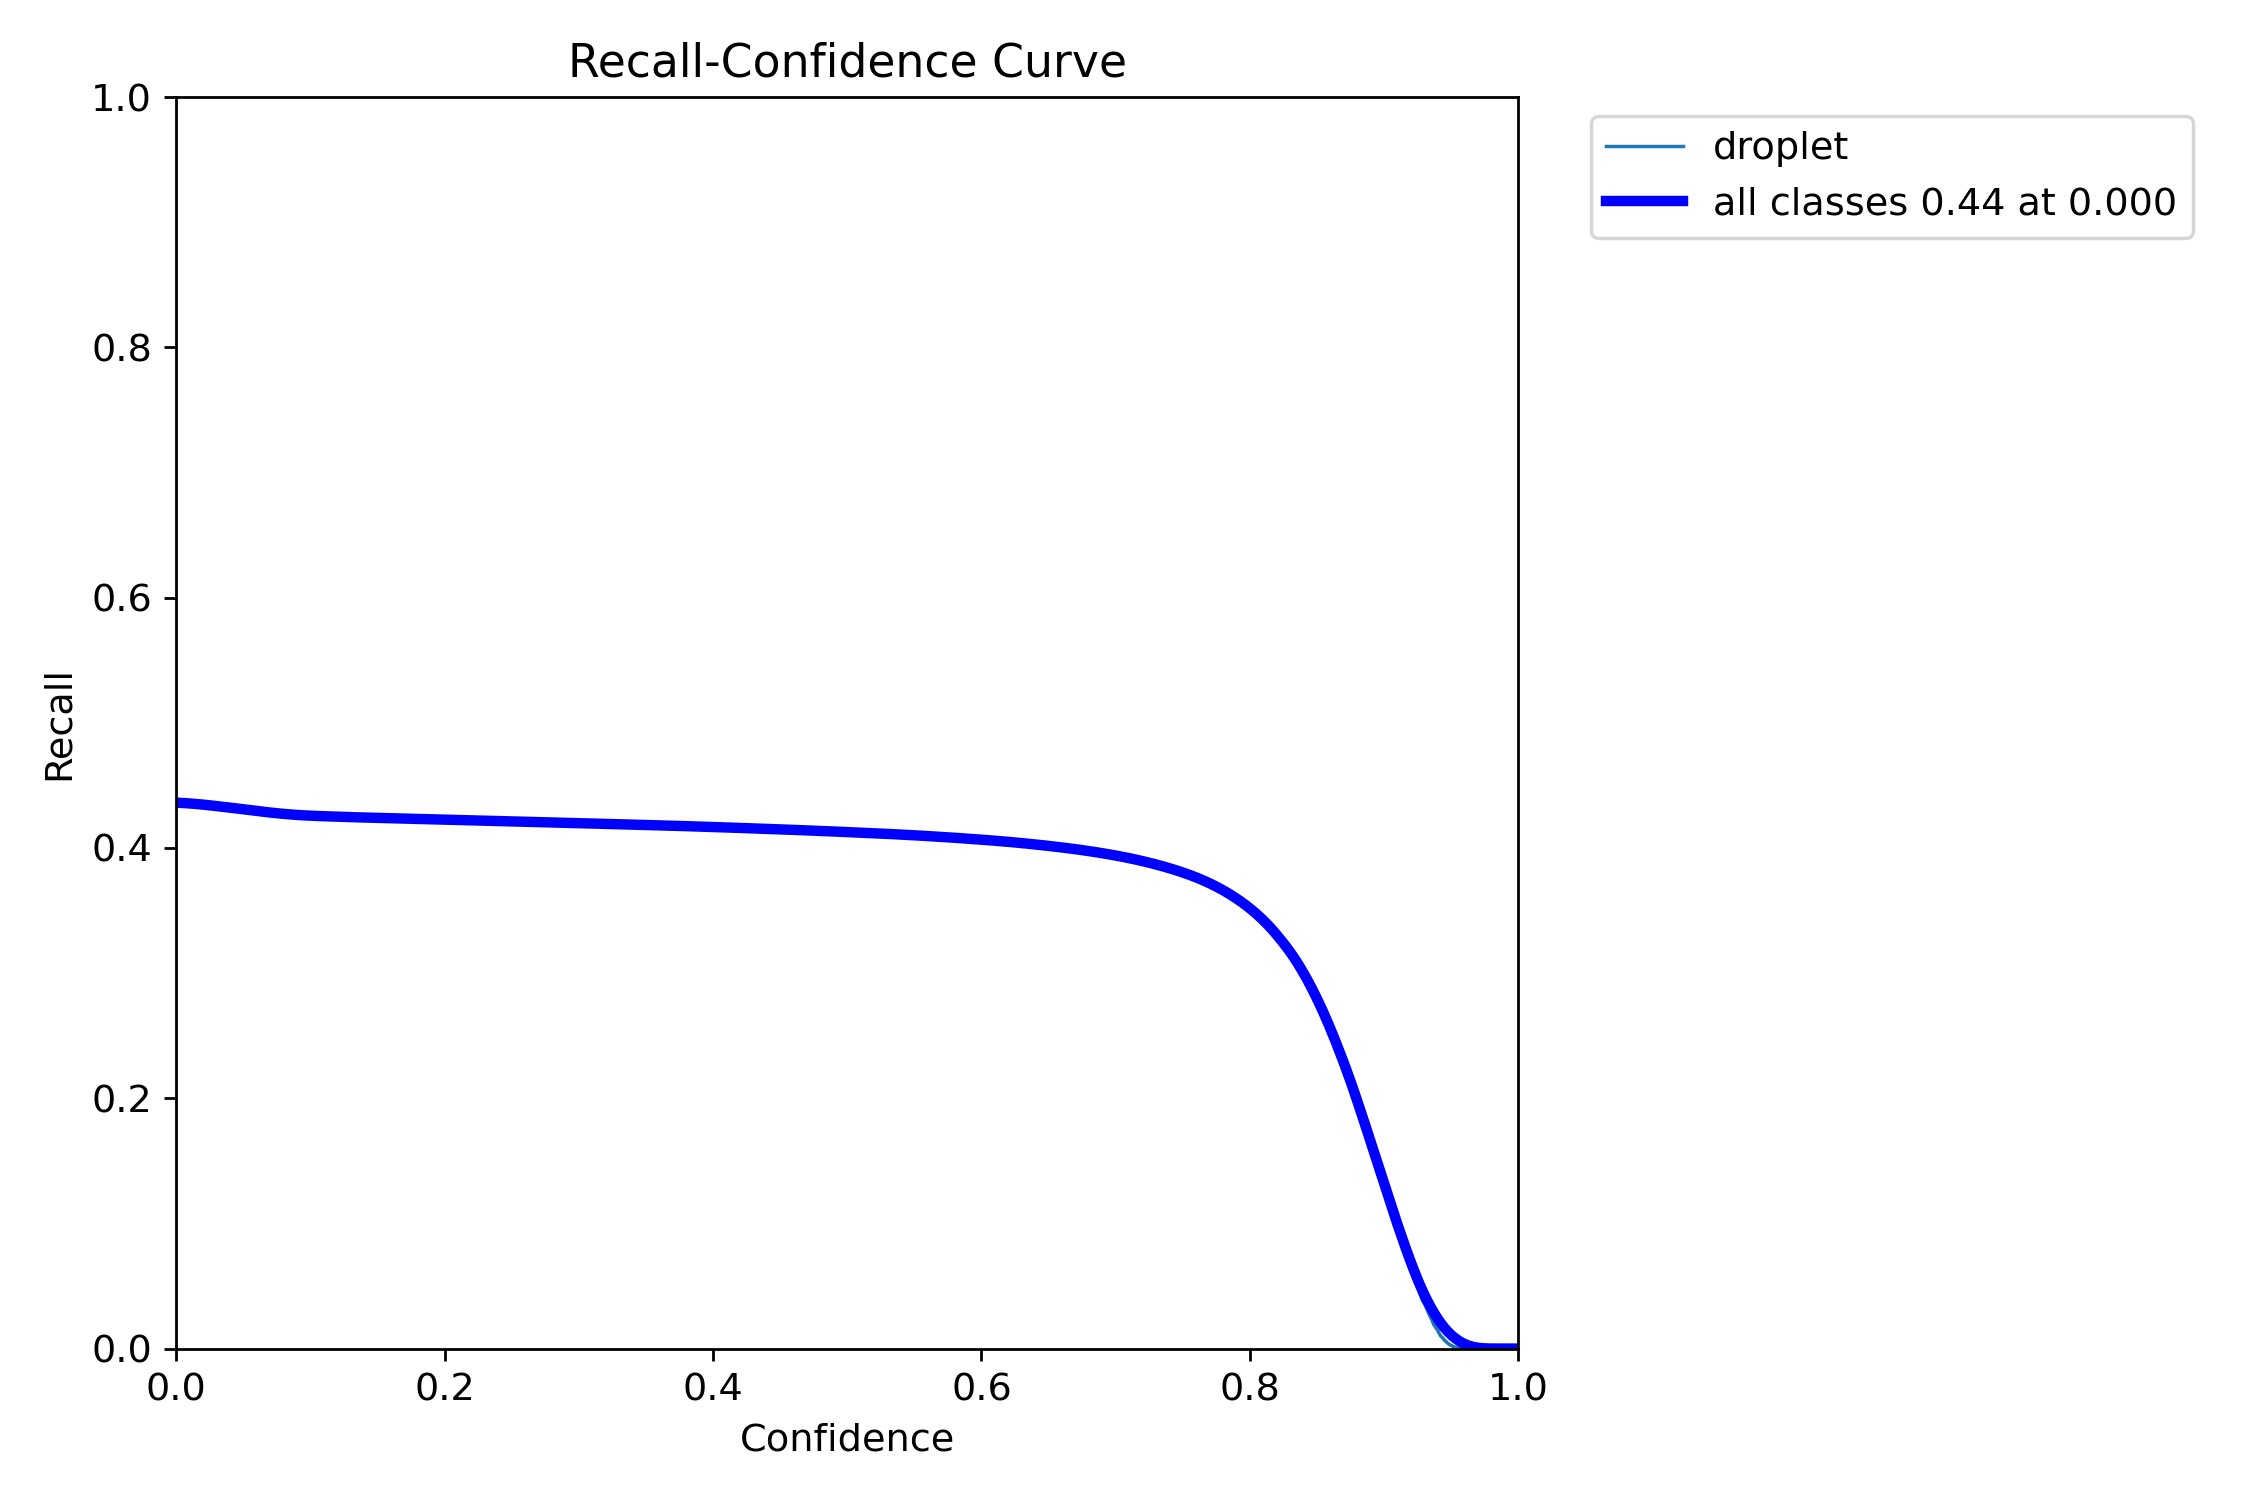 Recall-Confidence Curve
1.0
0.8
0.6
0.4
0.2
0.0
Recall
0.0 0.2 0.4 0.6 0.8 1.0
Confidence
droplet
all classes 0.44 at 0.000